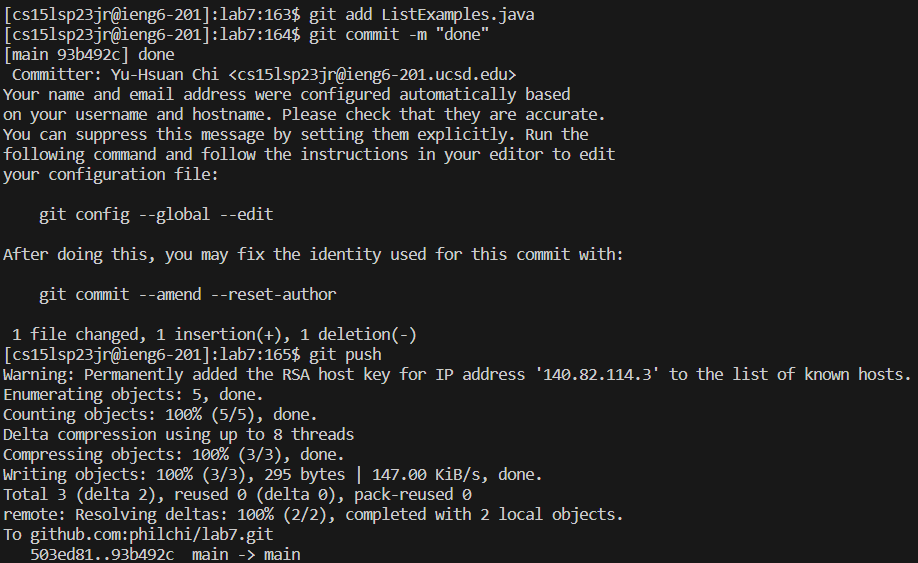 [cs15lsp23jr@ieng6-201]:lab7:163$ git add ListExamples.java
[cs15lsp23jr@ieng6-201]:lab7:164$ git commit -m "done"
[main 93b492c] done
 Committer: Yu-Hsuan Chi <cs15lsp23jr@ieng6-201.ucsd.edu>
Your name and email address were configured automatically based
on your username and hostname. Please check that they are accurate.
You can suppress this message by setting them explicitly. Run the
following command and follow the instructions in your editor to edit
your configuration file:

    git config --global --edit

After doing this, you may fix the identity used for this commit with:

    git commit --amend --reset-author

 1 file changed, 1 insertion(+), 1 deletion(-)
[cs15lsp23jr@ieng6-201]:lab7:165$ git push
Warning: Permanently added the RSA host key for IP address '140.82.114.3' to the list of known hosts.
Enumerating objects: 5, done.
Counting objects: 100% (5/5), done.
Delta compression using up to 8 threads
Compressing objects: 100% (3/3), done.
Writing objects: 100% (3/3), 295 bytes | 147.00 KiB/s, done.
Total 3 (delta 2), reused 0 (delta 0), pack-reused 0
remote: Resolving deltas: 100% (2/2), completed with 2 local objects.
To github.com:philchi/lab7.git
   503ed81..93b492c  main -> main